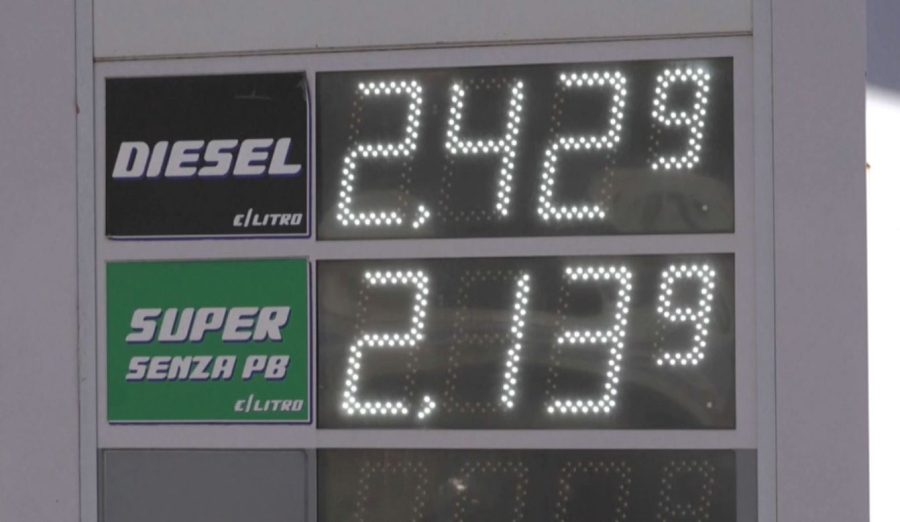 DIESEL
€/LITRO
2,429
SUPER
SENZA PB
€/LITRO
2,139